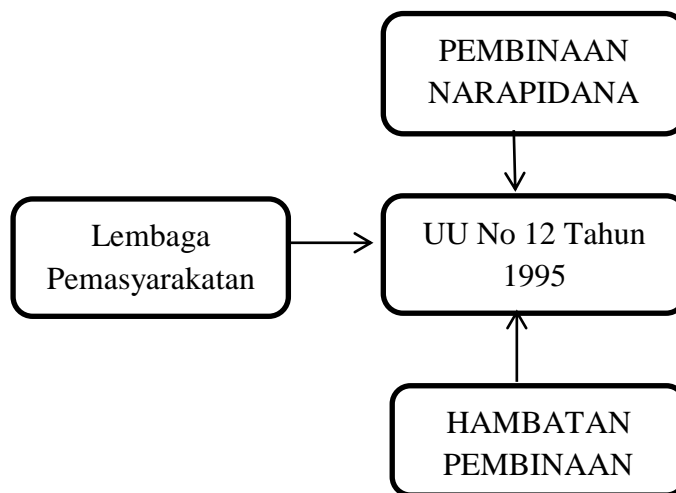 PEMBINAAN
NARAPIDANA
Lembaga
Pemasyarakatan
UU No 12 Tahun
1995
HAMBATAN
PEMBINAAN